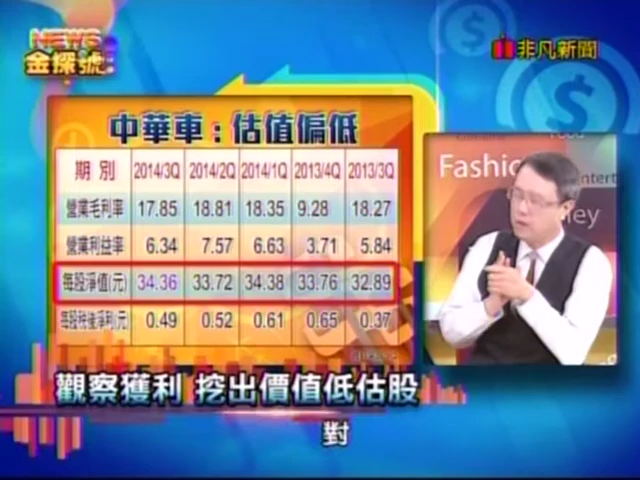 NEWS
金探號
非凡新聞
中華車：估值偏低
期別 2014/3Q 2014/2Q 2014/1Q 2013/4Q 2013/3Q
營業毛利率 17.85 18.81 18.35 9.28 18.27
營業利益率 6.34 7.57 6.63 3.71 5.84
每股淨值(元) 34.36 33.72 34.38 33.76 32.89
每股稅後淨利(元) 0.49 0.52 0.61 0.65 0.37
Fashion
觀察獲利 挖出價值低估股
對